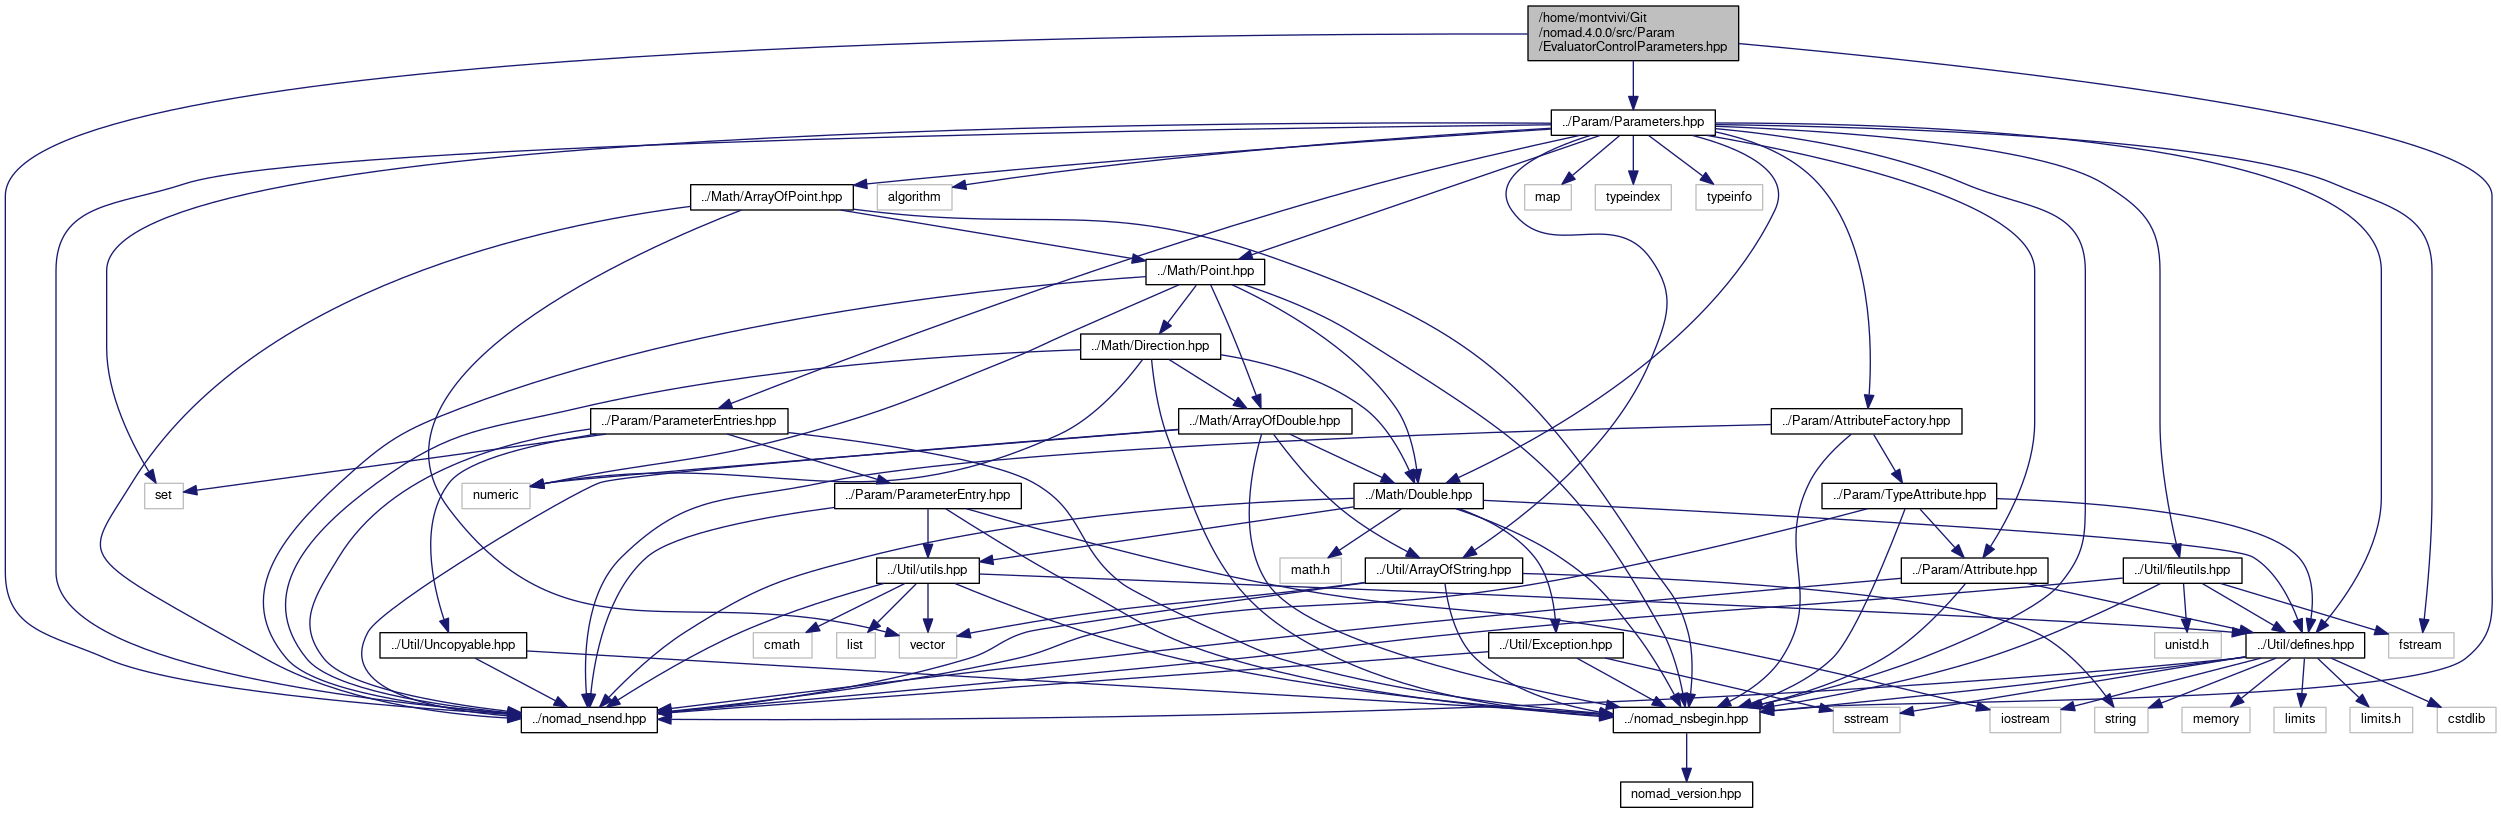 /home/montvivi/Git
/nomad.4.0.0/src/Param
/EvaluatorControlParameters.hpp
../Param/Parameters.hpp
../Math/ArrayOfPoint.hpp
algorithm
map
typeindex
typeinfo
../Math/Point.hpp
../Math/Direction.hpp
../Param/ParameterEntries.hpp
../Math/ArrayOfDouble.hpp
../Param/AttributeFactory.hpp
set
numeric
../Param/ParameterEntry.hpp
../Math/Double.hpp
../Param/TypeAttribute.hpp
../Util/utils.hpp
math.h
../Util/ArrayOfString.hpp
../Param/Attribute.hpp
../Util/fileutils.hpp
../Util/Uncopyable.hpp
cmath
list
vector
../Util/Exception.hpp
unistd.h
../Util/defines.hpp
fstream
../nomad_nsend.hpp
../nomad_nsbegin.hpp
sstream
iostream
string
memory
limits
limits.h
cstdlib
nomad_version.hpp